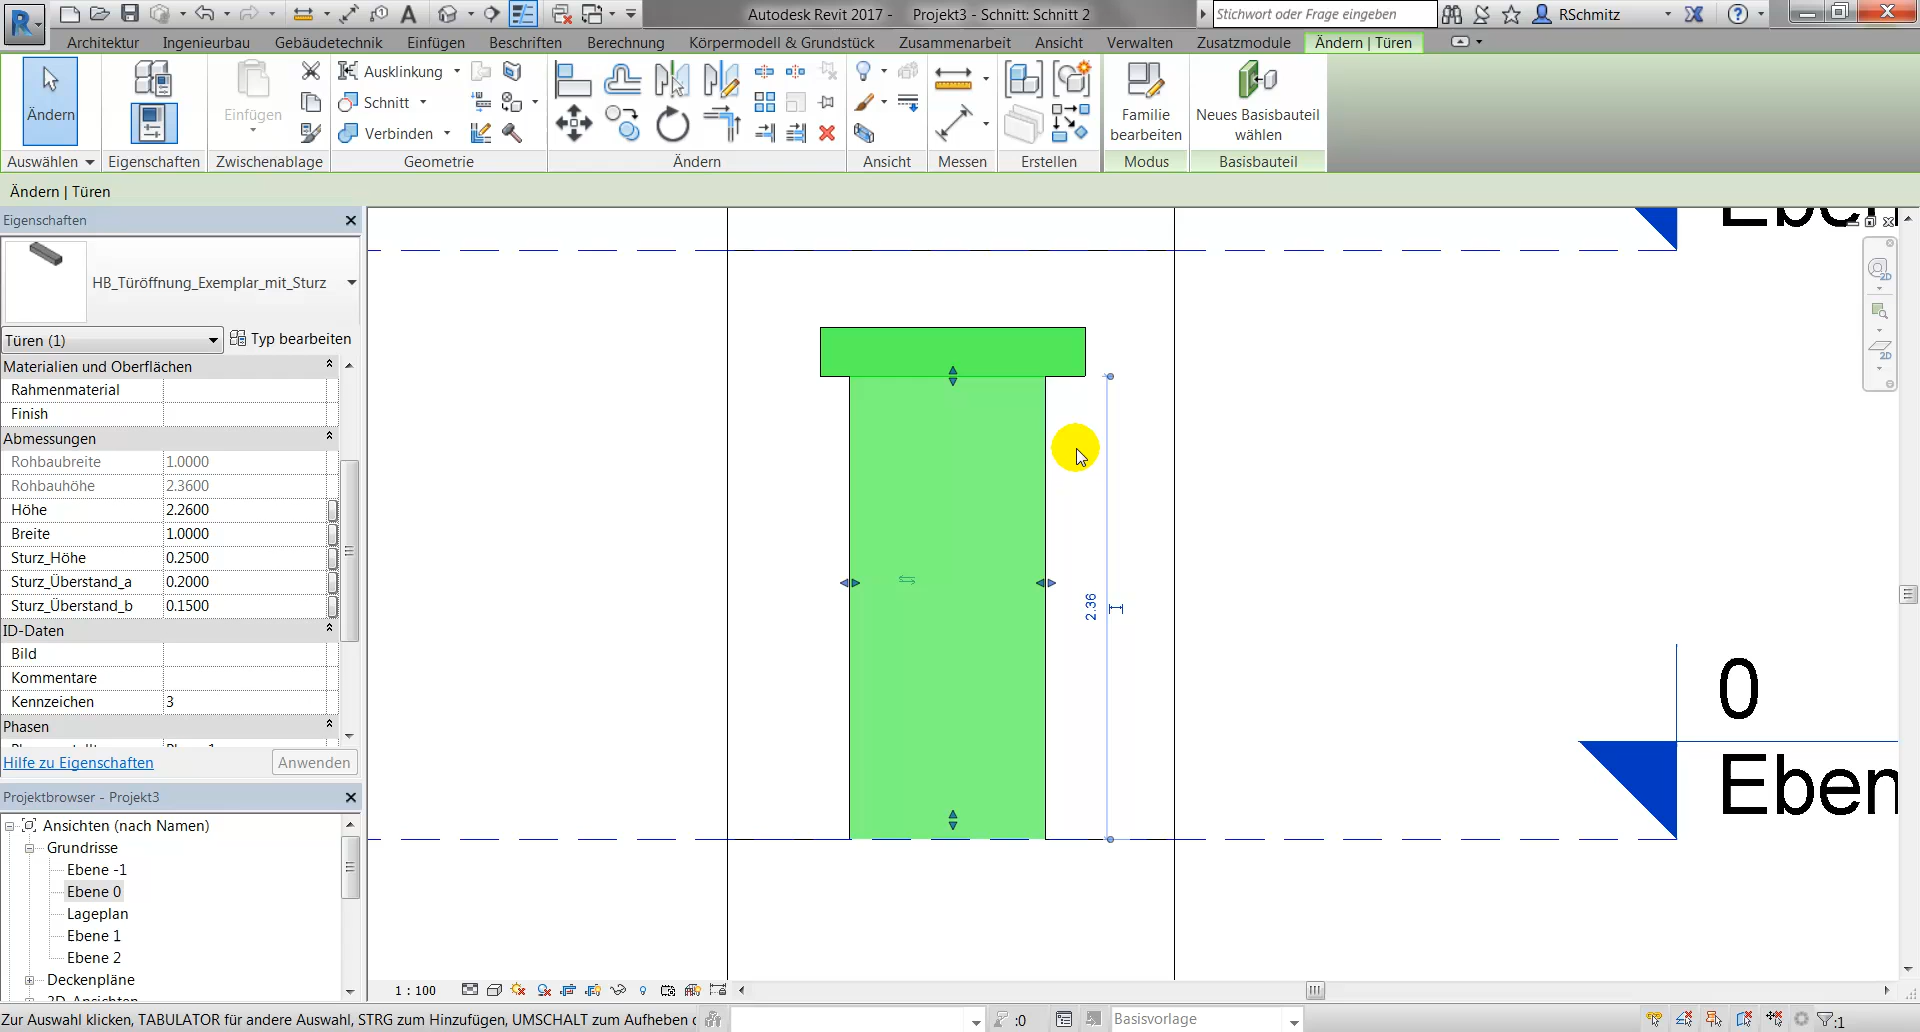 Autodesk Revit 2017 -     Projekt3 - Schnitt: Schnitt 2
Stichwort oder Frage eingeben
RSchmitz
Architektur
Ingenieurbau
Gebäudetechnik
Einfügen
Beschriften
Berechnung
Körpermodell & Grundstück
Zusammenarbeit
Ansicht
Verwalten
Zusatzmodule
Ändern | Türen
Ändern
Einfügen
Ausklinkung
Schnitt
Verbinden
Familie
bearbeiten
Neues Basisbauteil
wählen
Auswählen
Eigenschaften
Zwischenablage
Geometrie
Ändern
Ansicht
Messen
Erstellen
Modus
Basisbauteil
Ändern | Türen
Eigenschaften
HB_Türöffnung_Exemplar_mit_Sturz
Türen (1)
Typ bearbeiten
Materialien und Oberflächen
Rahmenmaterial
Finish
Abmessungen
Rohbaubreite 1.0000
Rohbauhöhe 2.3600
Höhe 2.2600
Breite 1.0000
Sturz_Höhe 0.2500
Sturz_Überstand_a 0.2000
Sturz_Überstand_b 0.1500
ID-Daten
Bild
Kommentare
Kennzeichen 3
Phasen
Hilfe zu Eigenschaften
Anwenden
Projektbrowser - Projekt3
Ansichten (nach Namen)
Grundrisse
Ebene -1
Ebene 0
Lageplan
Ebene 1
Ebene 2
Deckenpläne
2.36
0
Eben
1 : 100
Zur Auswahl klicken, TABULATOR für andere Auswahl, STRG zum Hinzufügen, UMSCHALT zum Aufheben
:0
Basisvorlage
:1